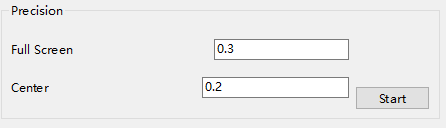 Precision
Full Screen 0.3
Center 0.2
Start